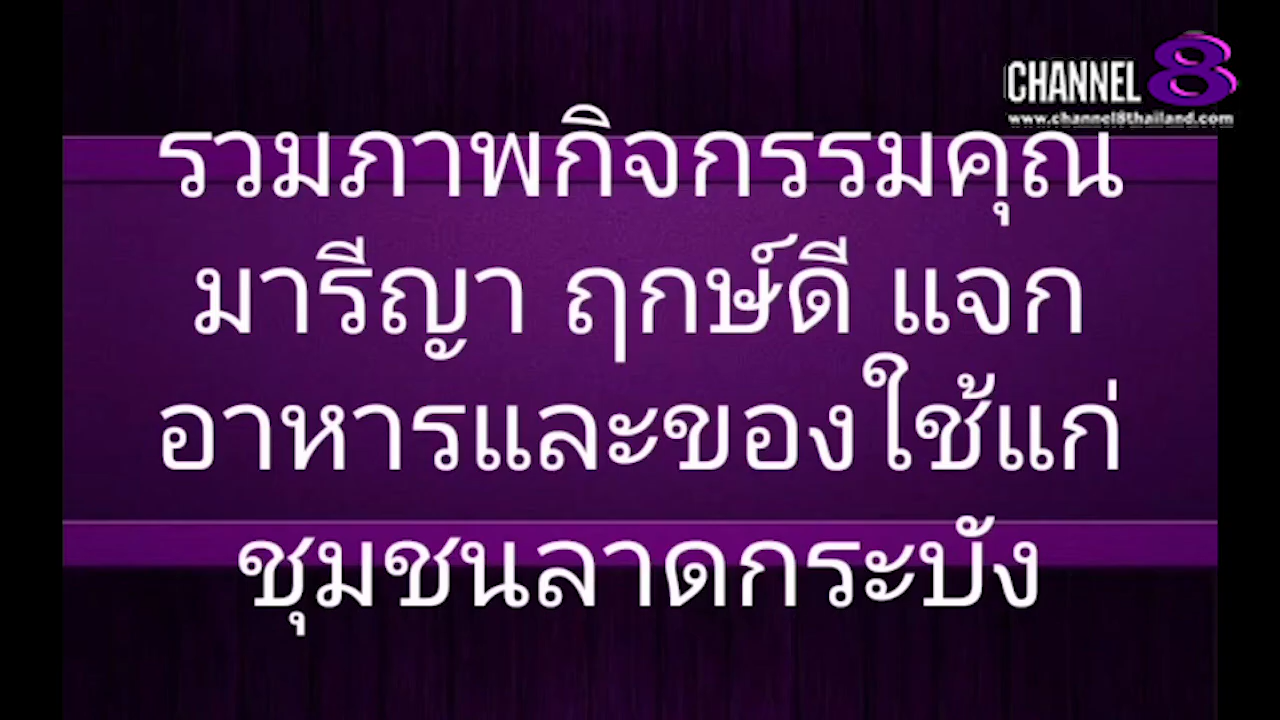 CHANNEL 8
www.channel8thailand.com
รวมภาพกิจกรรมคุณ
มารีญา ฤกษ์ดี แจก
อาหารและของใช้แก่
ชุมชนลาดกระบัง